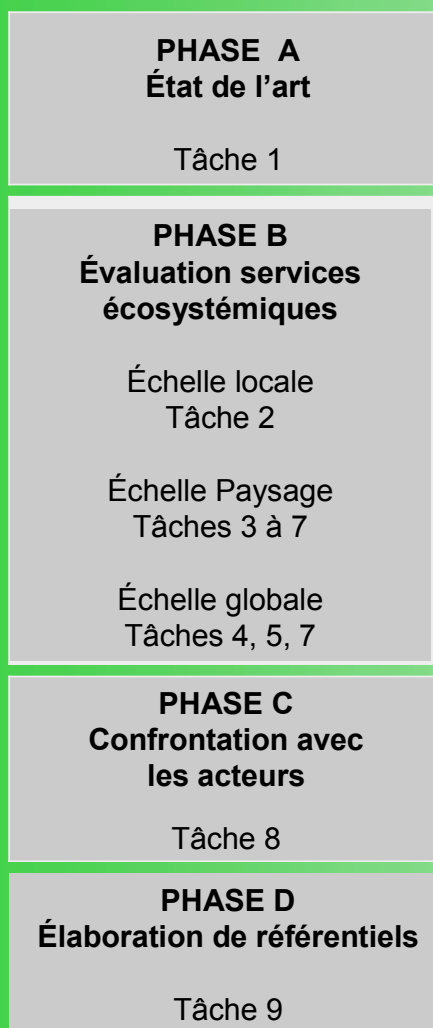 PHASE A
État de l’art
Tâche 1
PHASE B
Évaluation services
écosystémiques
Échelle locale
Tâche 2
Échelle Paysage
Tâches 3 à 7
Échelle globale
Tâches 4, 5, 7
PHASE C
Confrontation avec
les acteurs
Tâche 8
PHASE D
Élaboration de référentiels
Tâche 9